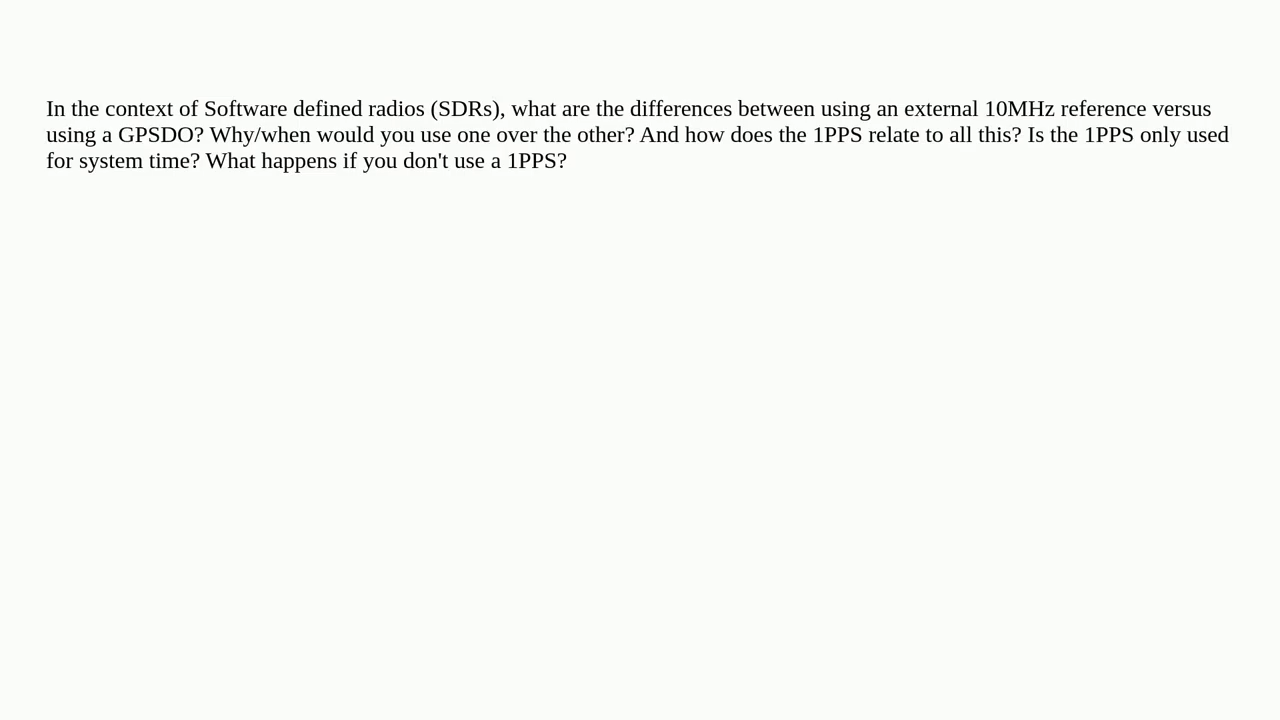 In the context of Software defined radios (SDRs), what are the differences between using an external 10MHz reference versus
using a GPSDO? Why/when would you use one over the other? And how does the 1PPS relate to all this? Is the 1PPS only used
for system time? What happens if you don't use a 1PPS?